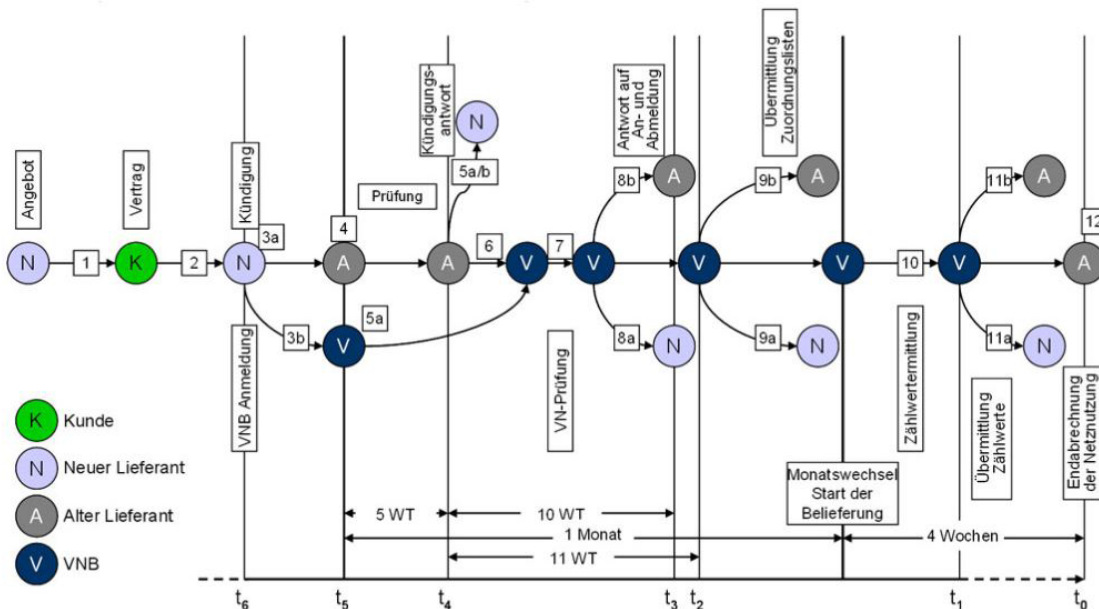 Angebot
Vertrag
Kündigung
VNB Anmeldung
Prüfung
Kündigungs-
antwort
VN-Prüfung
Antwort auf
An- und
Abmeldung
Übermittlung
Zuordnungslisten
Monatswechsel
Start der
Belieferung
Zählwertermittlung
Übermittlung
Zählwerte
Endabrechnung
der Netznutzung
N
1
K
2
N
3a
3b
4
A
V
5a
A
5a/b
N
6
V
7
V
8b
A
8a
N
V
9b
A
9a
N
V
10
V
11b
A
11a
N
12
A
K Kunde
N Neuer Lieferant
A Alter Lieferant
V VNB
5 WT
10 WT
1 Monat
11 WT
4 Wochen
t6
t5
t4
t3
t2
t1
t0